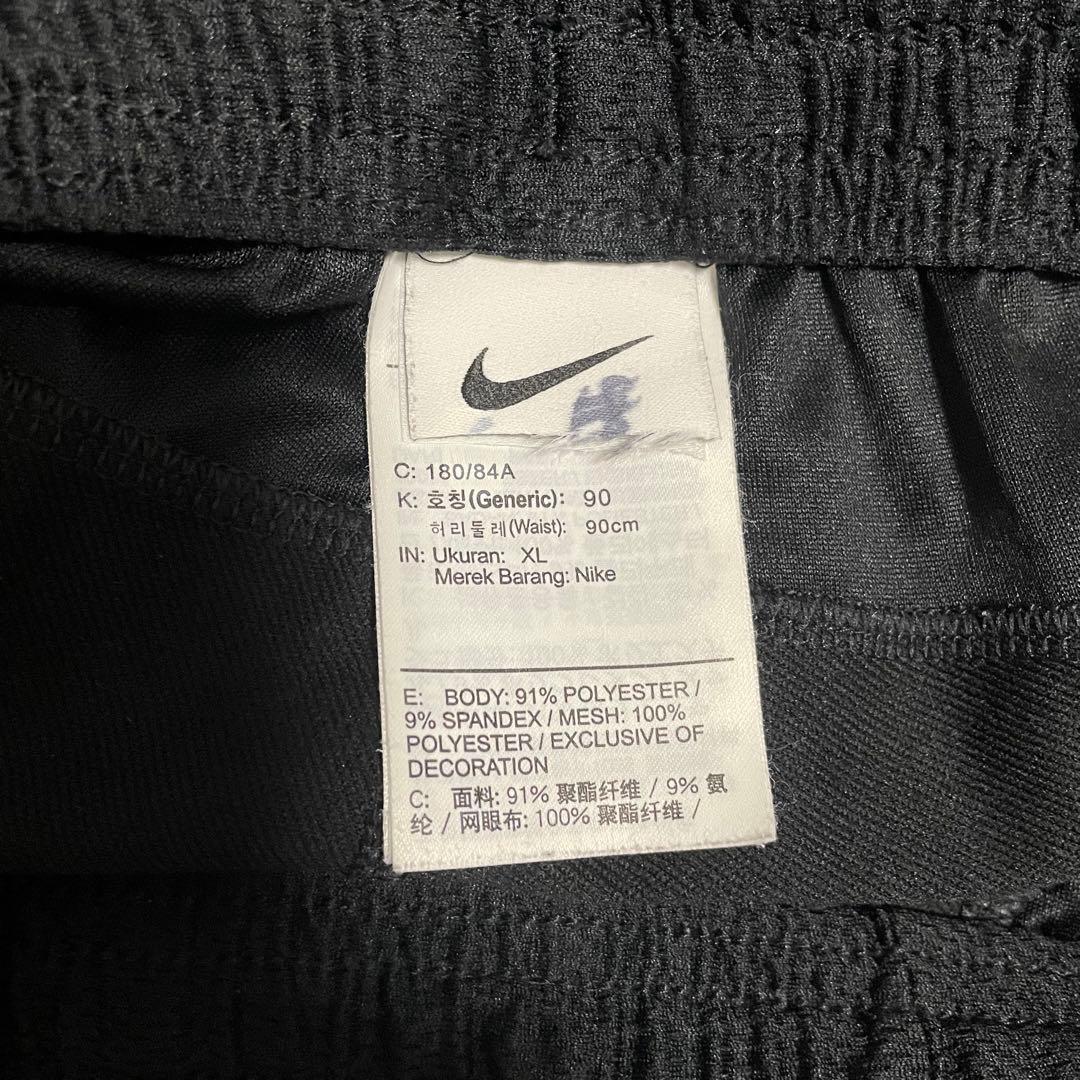 C: 180/84A
K: 호칭(Generic): 90
허리둘레(Waist): 90cm
IN: Ukuran: XL
Merek Barang: Nike
E: BODY: 91% POLYESTER /
9% SPANDEX / MESH: 100%
POLYESTER / EXCLUSIVE OF
DECORATION
C: 面料: 91% 聚酯纤维 / 9% 氨
纶 / 网眼布: 100% 聚酯纤维 /